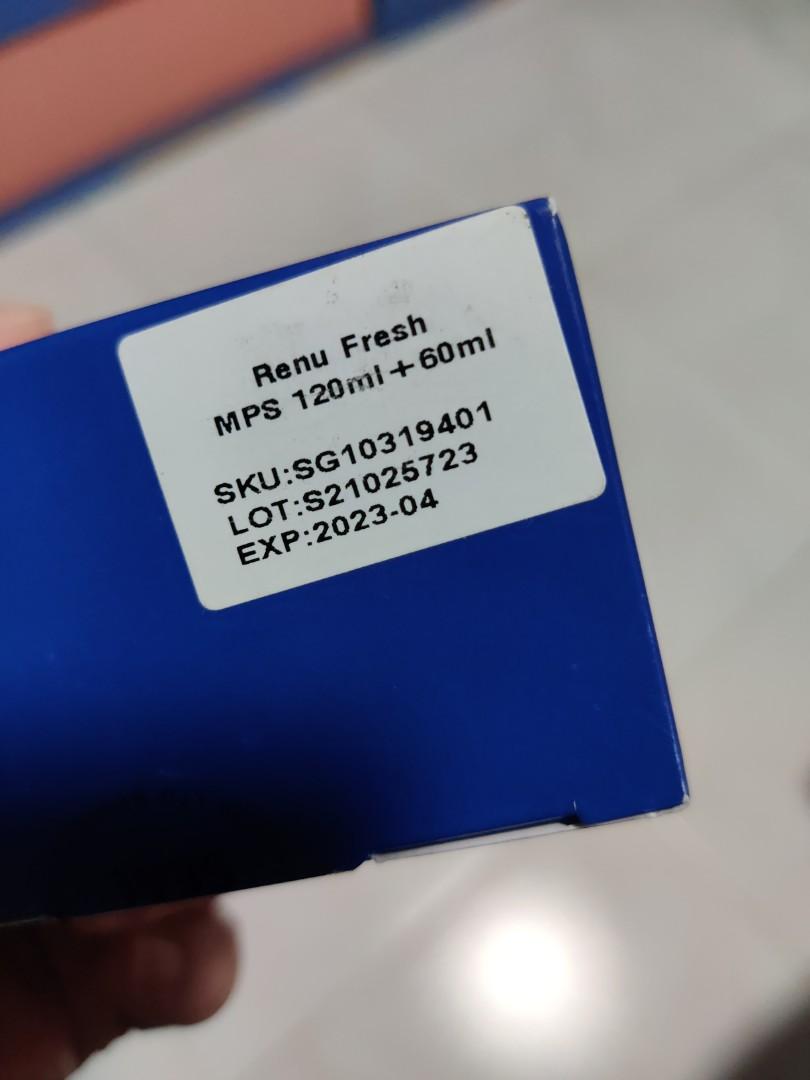 Renu Fresh
MPS 120ml+60ml
SKU:SG10319401
LOT:S21025723
EXP:2023-04